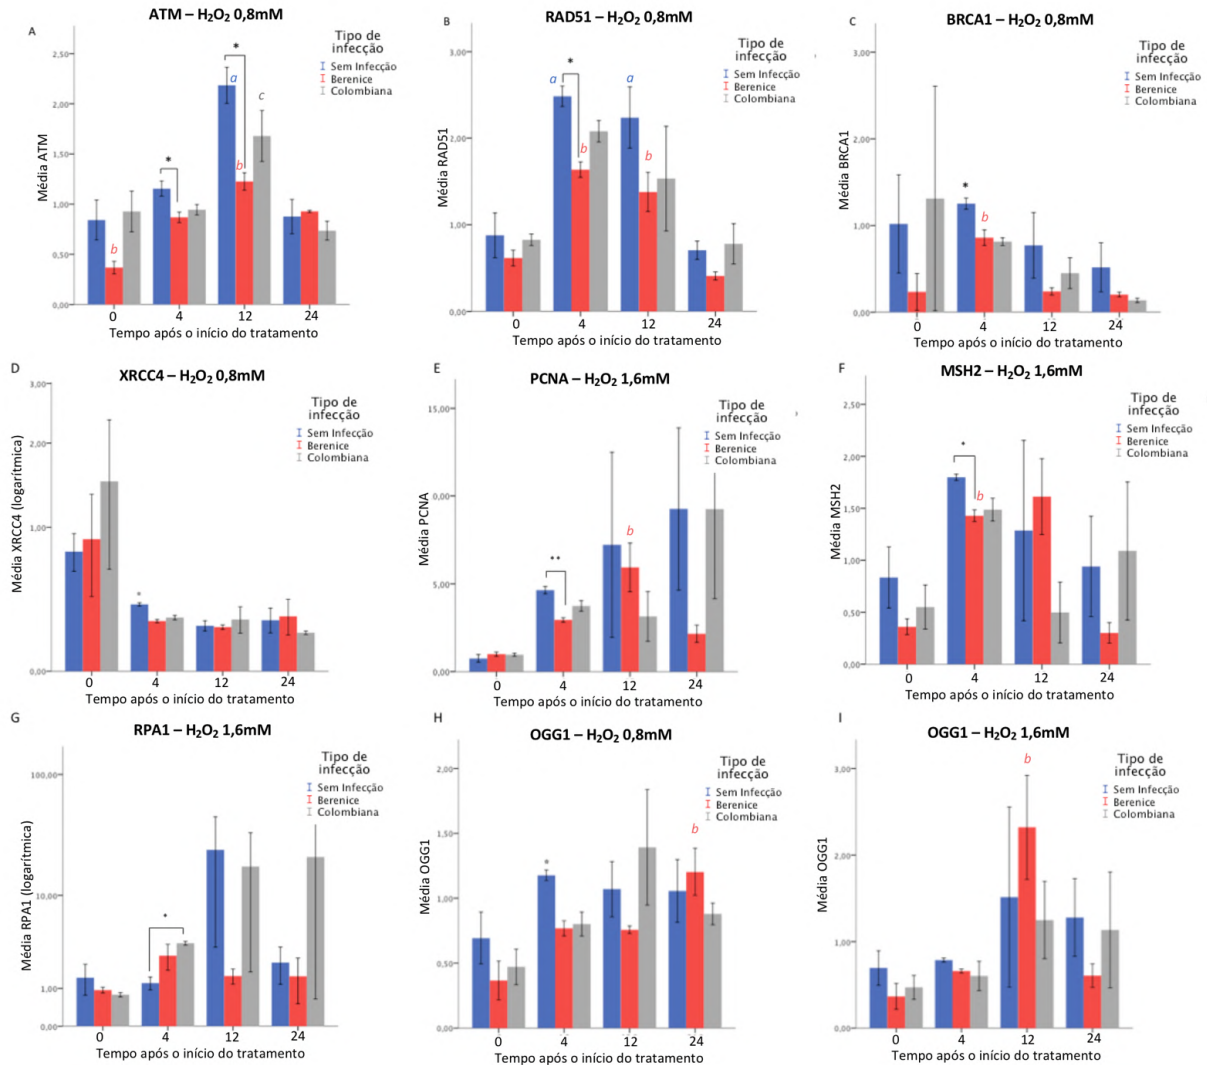 A
ATM – H₂O₂ 0,8mM
Tipo de
infecção
Sem Infecção
Berenice
Colombiana
Média ATM
2,50
2,00
1,50
1,00
0,50
0,00
*
*
a
b
b
c
0
4
12
24
Tempo após o início do tratamento
B
RAD51 – H₂O₂ 0,8mM
Tipo de
infecção
Sem Infecção
Berenice
Colombiana
Média RAD51
3,00
2,00
1,00
0,00
*
a
a
b
b
0
4
12
24
Tempo após o início do tratamento
C
BRCA1 – H₂O₂ 0,8mM
Tipo de
infecção
Sem Infecção
Berenice
Colombiana
Média BRCA1
3,00
2,00
1,00
0,00
*
b
0
4
12
24
Tempo após o início do tratamento
D
XRCC4 – H₂O₂ 0,8mM
Tipo de
infecção
Sem Infecção
Berenice
Colombiana
Média XRCC4 (logarítmica)
3,00
2,00
1,00
0,00
*
0
4
12
24
Tempo após o início do tratamento
E
PCNA – H₂O₂ 1,6mM
Tipo de
infecção
Sem Infecção
Berenice
Colombiana
Média PCNA
15,00
0,00
5,00
0,00
**
b
0
4
12
24
Tempo após o início do tratamento
F
MSH2 – H₂O₂ 1,6mM
Tipo de
infecção
Sem Infecção
Berenice
Colombiana
Média MSH2
2,50
2,00
1,50
1,00
0,50
0,00
*
b
0
4
12
24
Tempo após o início do tratamento
G
RPA1 – H₂O₂ 1,6mM
Tipo de
infecção
Sem Infecção
Berenice
Colombiana
Média RPA1 (logarítmica)
100,00
10,00
1,00
0,00
*
0
4
12
24
Tempo após o início do tratamento
H
OGG1 – H₂O₂ 0,8mM
Tipo de
infecção
Sem Infecção
Berenice
Colombiana
Média OGG1
2,00
1,50
1,00
0,50
0,00
*
b
0
4
12
24
Tempo após o início do tratamento
I
OGG1 – H₂O₂ 1,6mM
Tipo de
infecção
Sem Infecção
Berenice
Colombiana
Média OGG1
3,00
2,00
1,00
0,00
b
0
4
12
24
Tempo após o início do tratamento